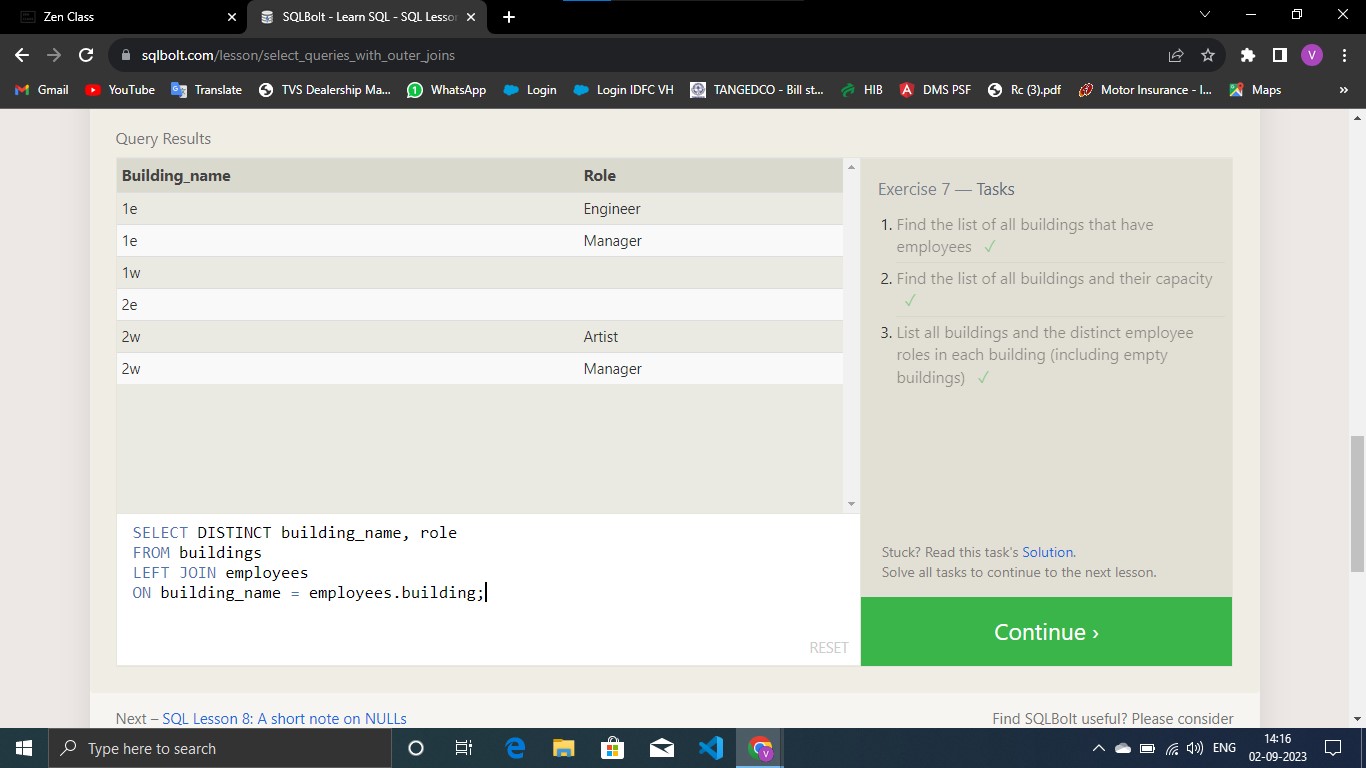 Zen Class
SQLBolt - Learn SQL - SQL Lesson
sqlbolt.com/lesson/select_queries_with_outer_joins
V
Gmail YouTube Translate TVS Dealership Ma... WhatsApp Login Login IDFC VH TANGEDCO - Bill st... HIB DMS PSF Rc (3).pdf Motor Insurance - I... Maps »
Query Results
Building_name Role
1e Engineer
1e Manager
1w
2e
2w Artist
2w Manager
Exercise 7 — Tasks
1. Find the list of all buildings that have
employees ✓
2. Find the list of all buildings and their capacity
✓
3. List all buildings and the distinct employee
roles in each building (including empty
buildings) ✓
SELECT DISTINCT building_name, role
FROM buildings
LEFT JOIN employees
ON building_name = employees.building;
RESET
Stuck? Read this task's Solution.
Solve all tasks to continue to the next lesson.
Continue ›
Next – SQL Lesson 8: A short note on NULLs
Find SQLBolt useful? Please consider
Type here to search
ENG
14:16
02-09-2023